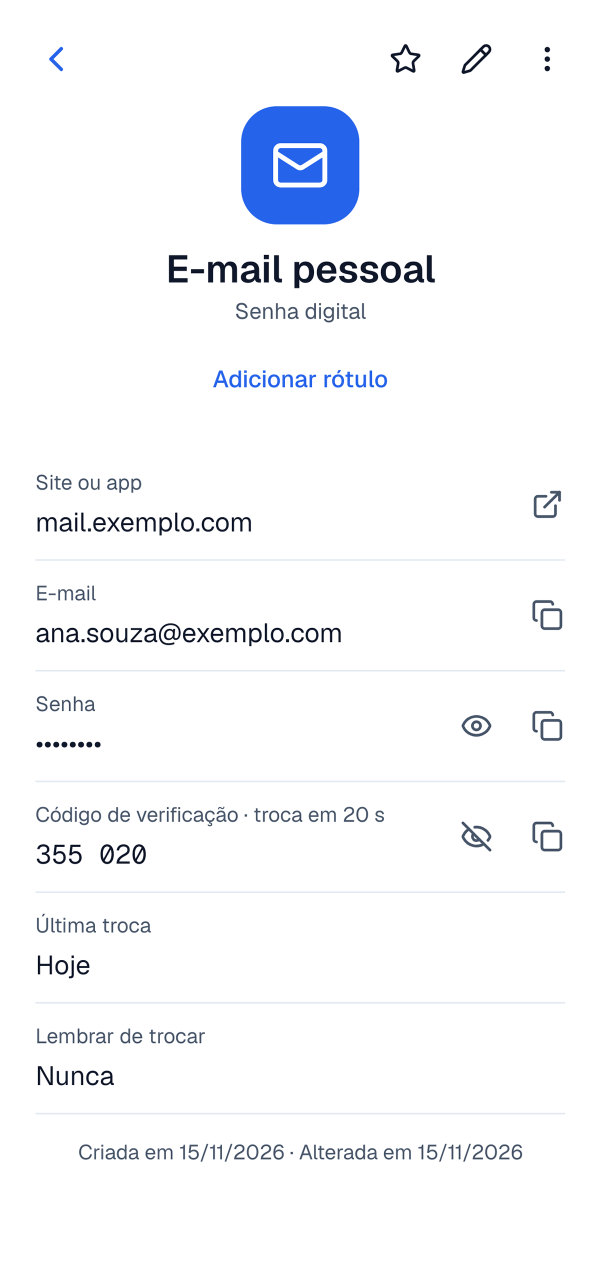 E-mail pessoal
Senha digital
Adicionar rótulo
Site ou app
mail.exemplo.com
E-mail
ana.souza@exemplo.com
Senha
••••••••
Código de verificação · troca em 20 s
355 020
Última troca
Hoje
Lembrar de trocar
Nunca
Criada em 15/11/2026 · Alterada em 15/11/2026